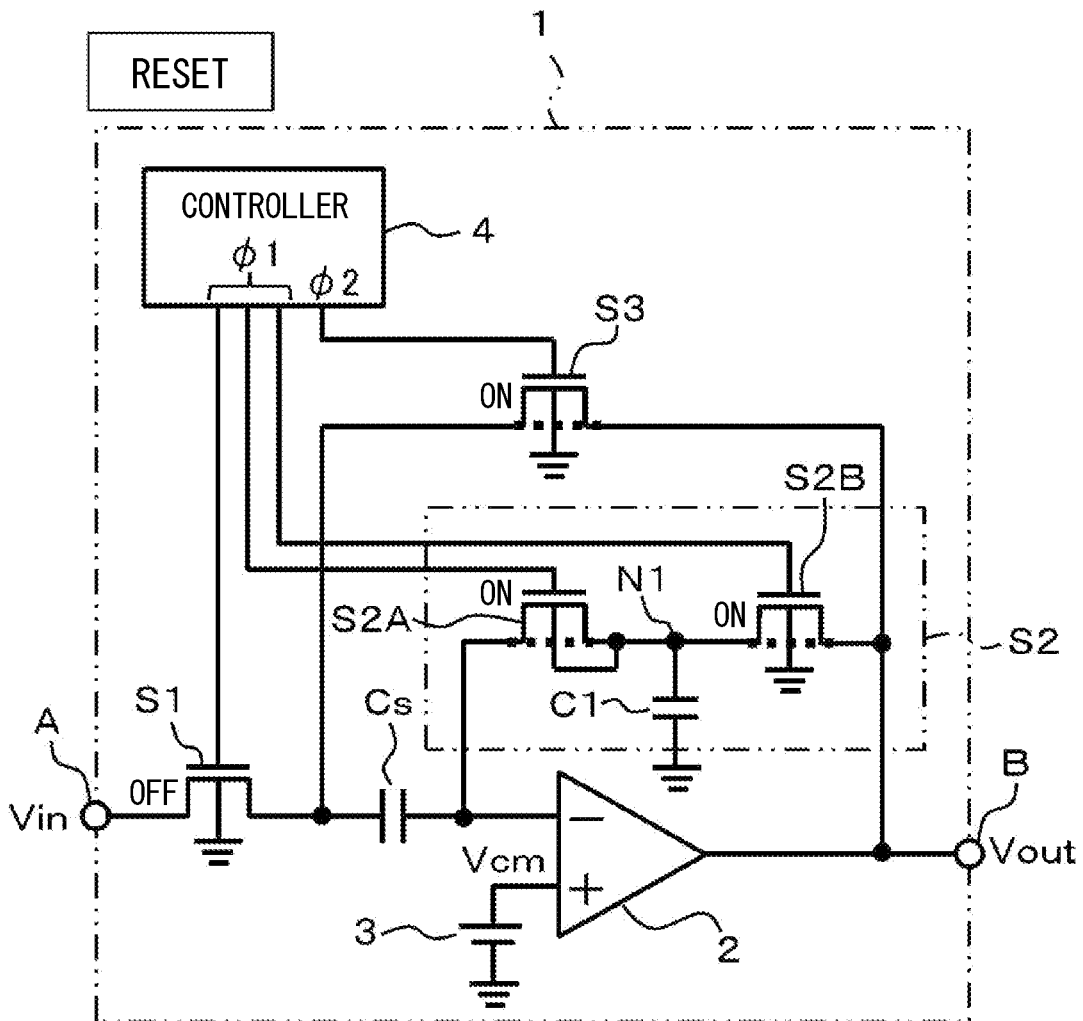 1
RESET
CONTROLLER
4
ϕ1
ϕ2
S3
ON
S2B
N1
ON
ON
S2A
S2
S1
Cs
C1
A
B
OFF
Vin
Vcm
−
+
Vout
3
2